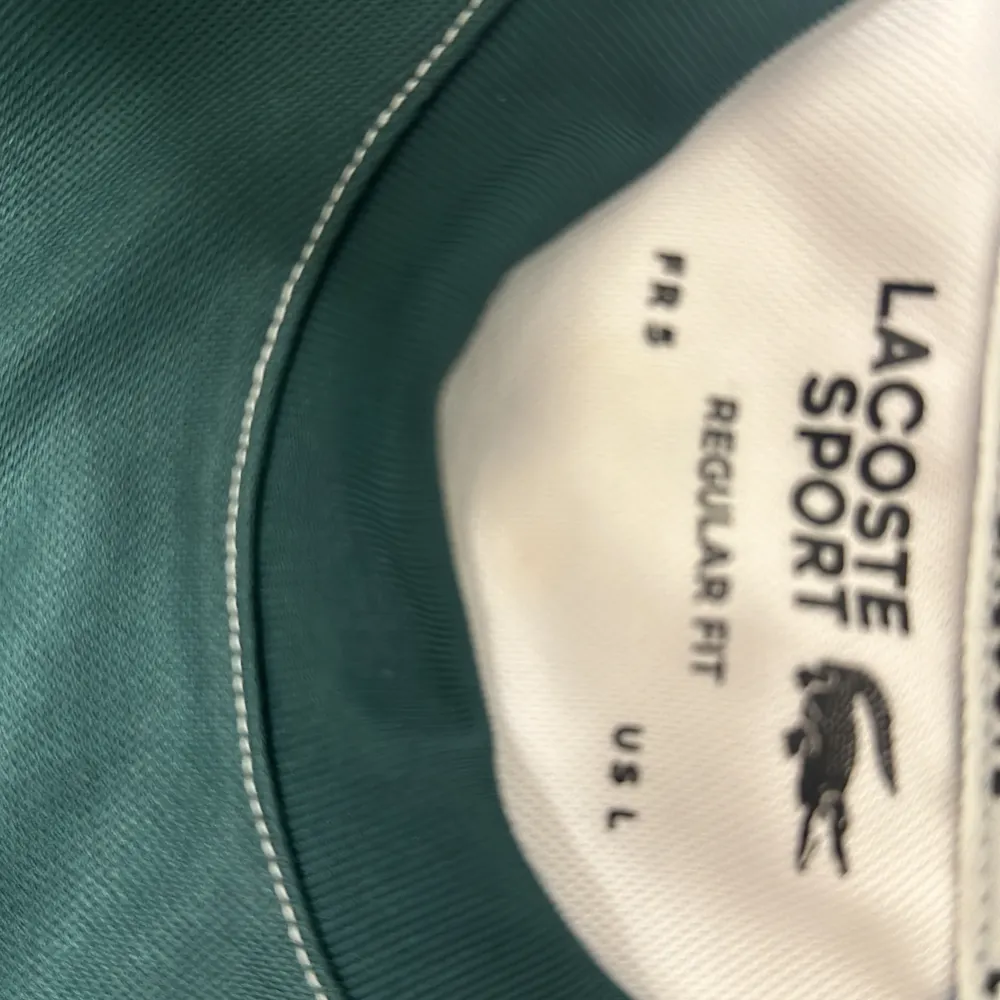 LACOSTE
SPORT
REGULAR FIT
FR 5
US L